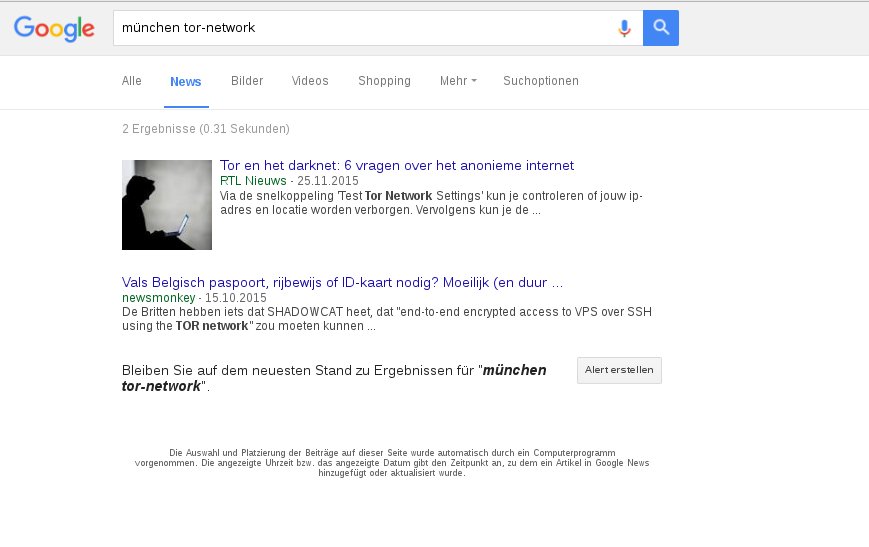 Google
münchen tor-network
Alle News Bilder Videos Shopping Mehr Suchoptionen
2 Ergebnisse (0.31 Sekunden)
Tor en het darknet: 6 vragen over het anonieme internet
RTL Nieuws - 25.11.2015
Via de snelkoppeling 'Test Tor Network Settings' kun je controleren of jouw ip-
adres en locatie worden verborgen. Vervolgens kun je de ...
Vals Belgisch paspoort, rijbewijs of ID-kaart nodig? Moeilijk (en duur ...
newsmonkey - 15.10.2015
De Britten hebben iets dat SHADOWCAT heet, dat "end-to-end encrypted access to VPS over SSH
using the TOR network" zou moeten kunnen ...
Bleiben Sie auf dem neuesten Stand zu Ergebnissen für "münchen
tor-network".
Alert erstellen
Die Auswahl und Platzierung der Beiträge auf dieser Seite wurde automatisch durch ein Computerprogramm
vorgenommen. Die angezeigte Uhrzeit bzw. das angezeigte Datum gibt den Zeitpunkt an, zu dem ein Artikel in Google News
hinzugefügt oder aktualisiert wurde.